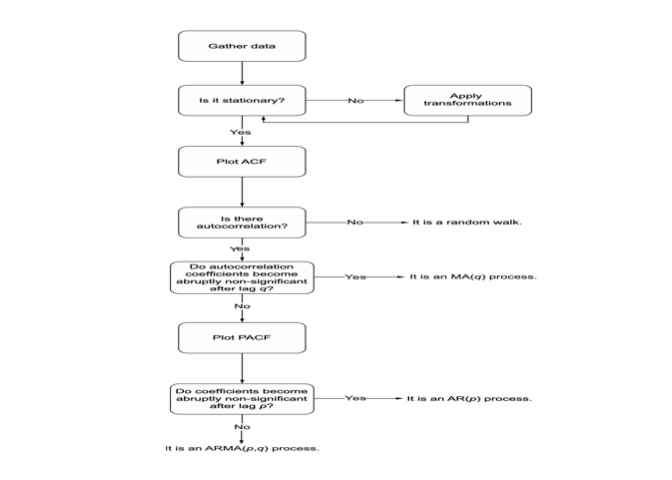 Gather data
Is it stationary?
No
Apply
transformations
Yes
Plot ACF
Is there
autocorrelation?
No
It is a random walk.
Yes
Do autocorrelation
coefficients become
abruptly non-significant
after lag q?
Yes
It is an MA(q) process.
No
Plot PACF
Do coefficients become
abruptly non-significant
after lag p?
Yes
It is an AR(p) process.
No
It is an ARMA(p,q) process.